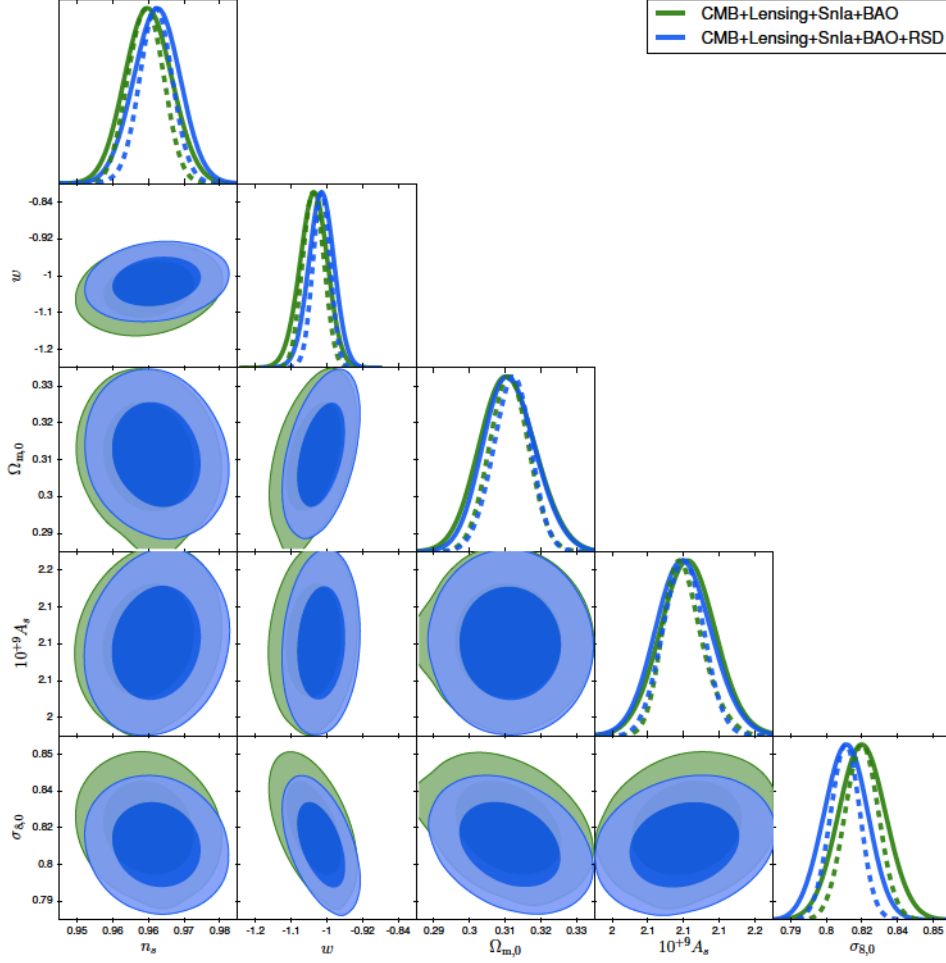 CMB+Lensing+SnIa+BAO
CMB+Lensing+SnIa+BAO+RSD
-0.84
-0.92
-1
-1.1
-1.2
w
0.33
0.32
0.31
0.3
0.29
Ωm,0
2.2
2.1
2.1
2.1
2
10⁺⁹Aₛ
0.85
0.84
0.82
0.8
0.79
σ8,0
0.95 0.96 0.96 0.97 0.98
-1.2 -1.1 -1 -0.92 -0.84
0.29 0.3 0.31 0.32 0.33
2 2.1 2.1 2.1 2.2
0.79 0.8 0.82 0.84 0.85
nₛ w Ωm,0 10⁺⁹Aₛ σ8,0